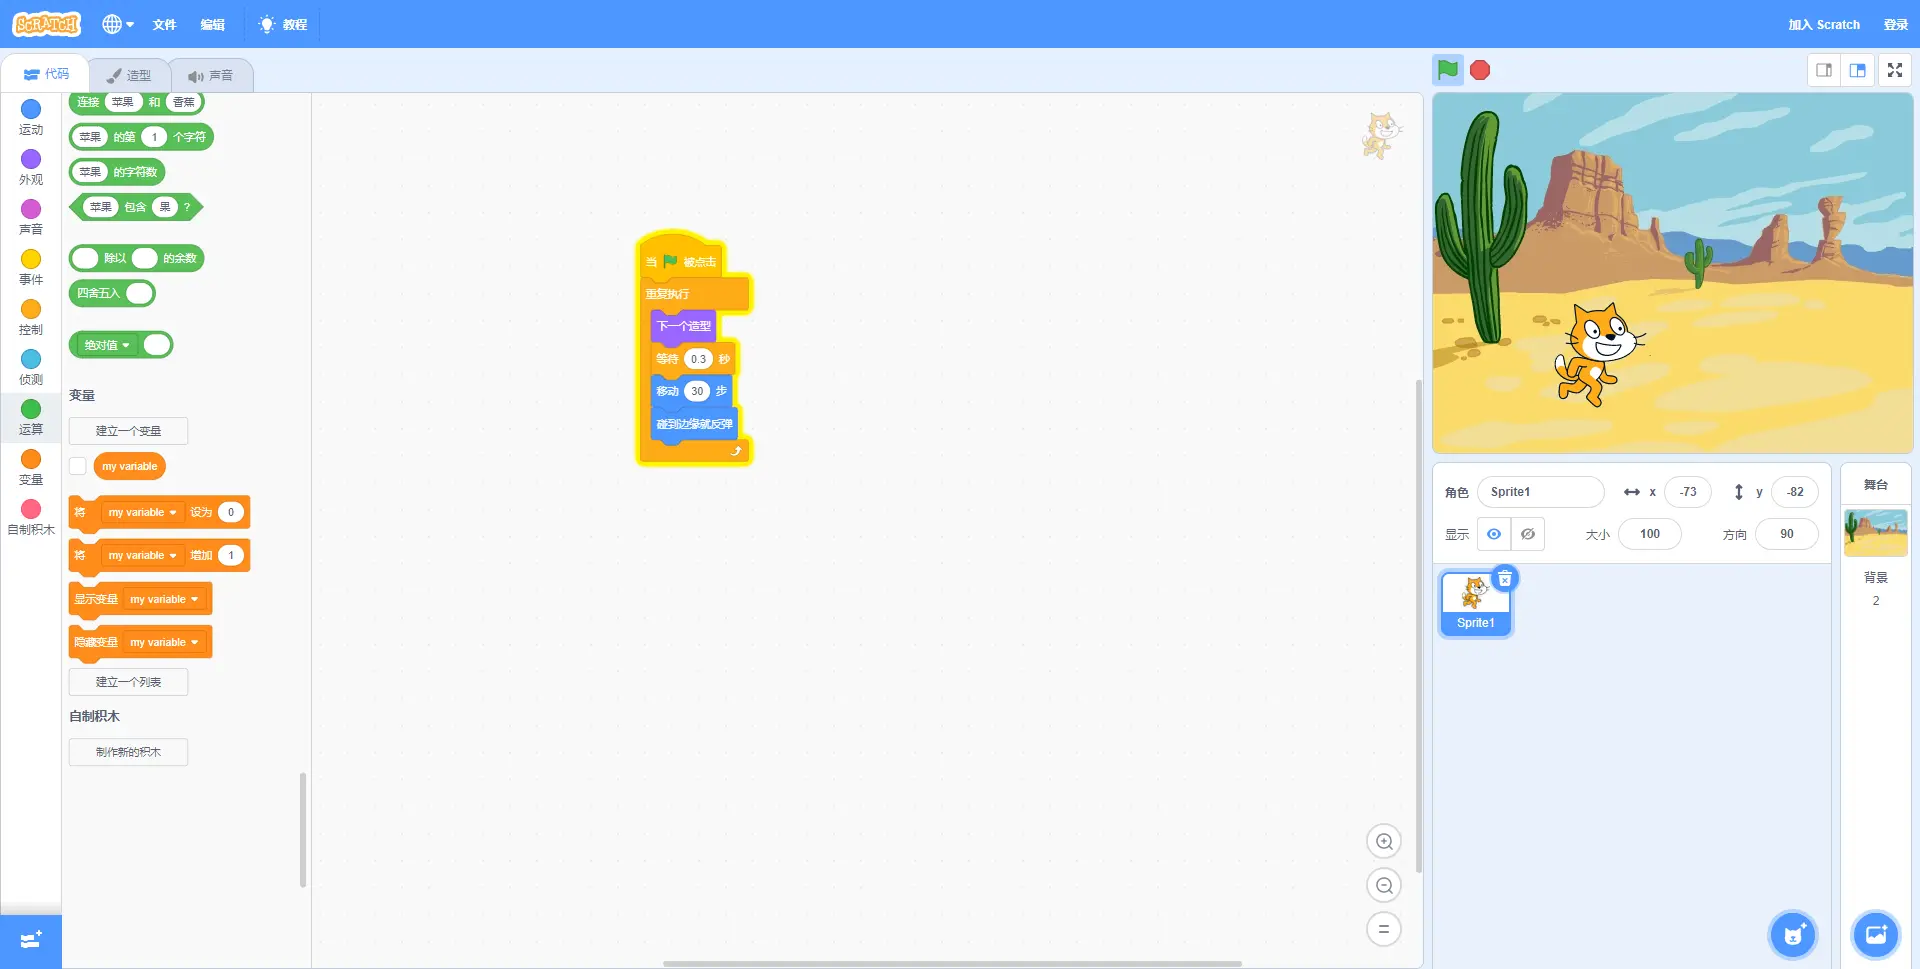 SCRATCH
文件
编辑
教程
加入 Scratch
登录
代码
造型
声音
运动
外观
声音
事件
控制
侦测
运算
变量
自制积木
连接 苹果 和 香蕉
苹果 的第 1 个字符
苹果 的字符数
苹果 包含 果 ?
除以 的余数
四舍五入
绝对值
变量
建立一个变量
my variable
将 my variable 设为 0
将 my variable 增加 1
显示变量 my variable
隐藏变量 my variable
建立一个列表
自制积木
制作新的积木
当 被点击
重复执行
下一个造型
等待 0.3 秒
移动 30 步
碰到边缘就反弹
角色 Sprite1 x -73 y -82
显示 大小 100 方向 90
Sprite1
舞台
背景
2